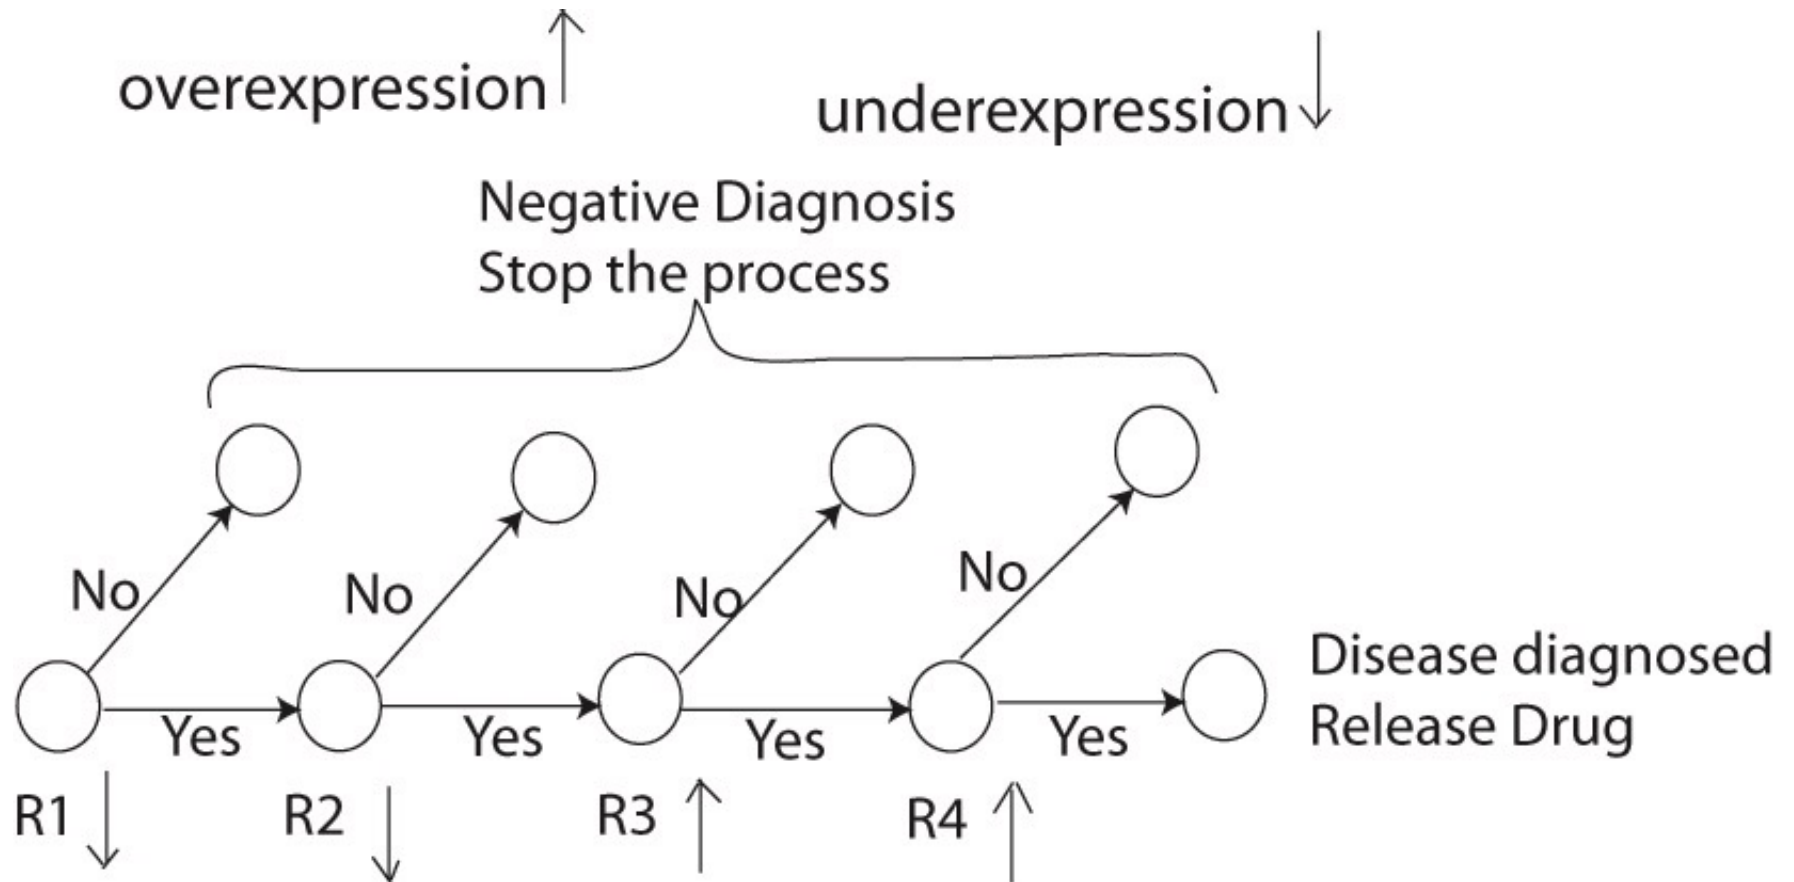 overexpression
underexpression
Negative Diagnosis
Stop the process
No
No
No
No
Yes
Yes
Yes
Yes
Disease diagnosed
Release Drug
R1
R2
R3
R4